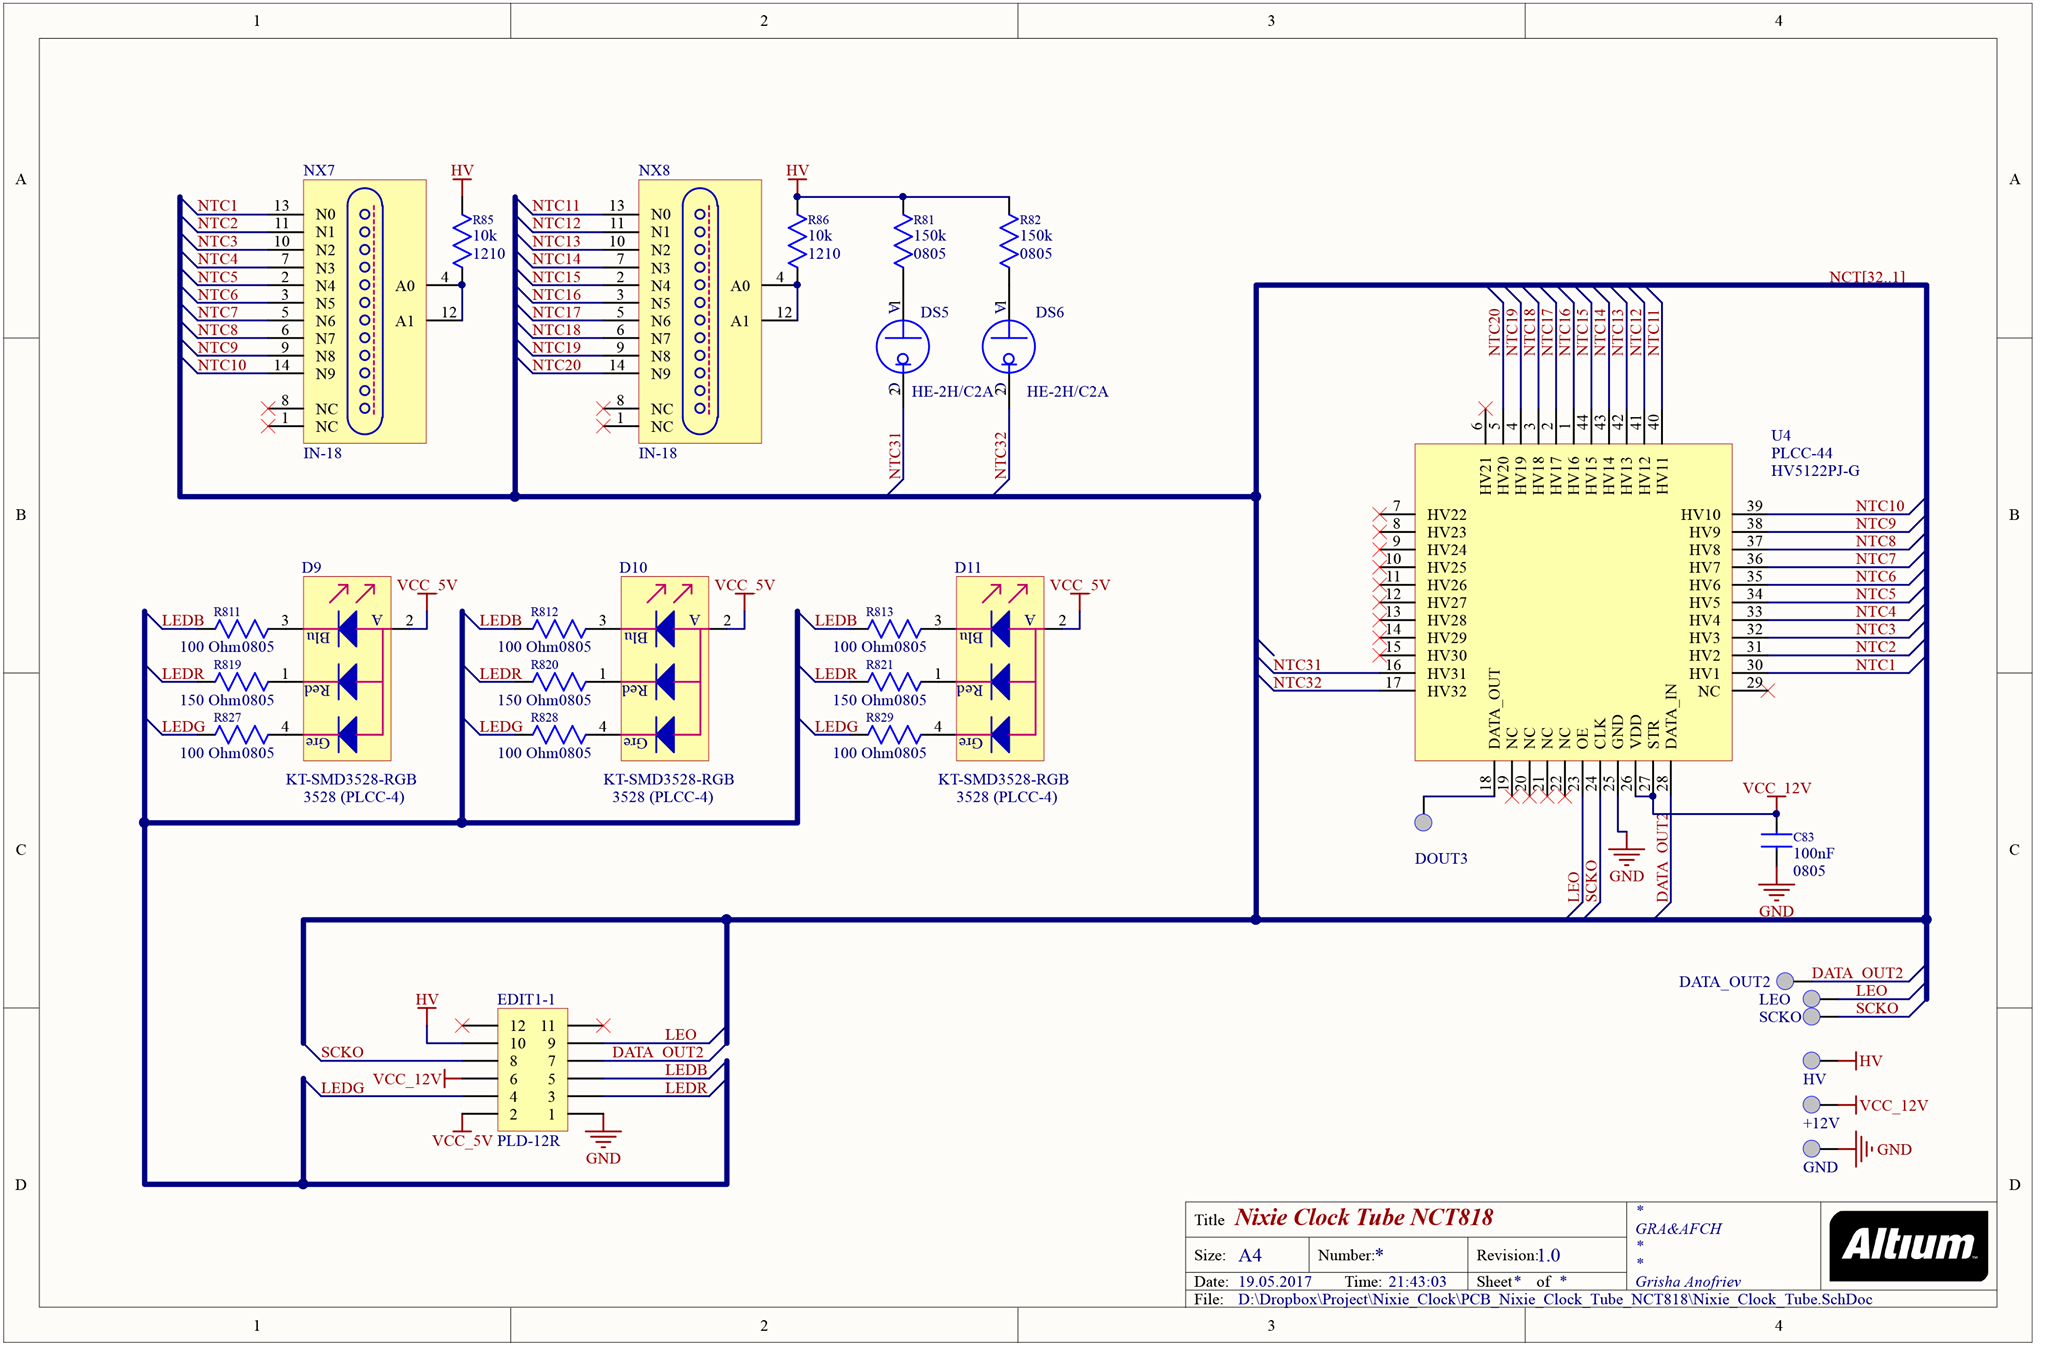 1 2 3 4
A A
B B
C C
D D
NX7
HV
NTC1 13 N0
NTC2 11 N1
NTC3 10 N2
NTC4 7 N3
NTC5 2 N4
NTC6 3 N5
NTC7 5 N6
NTC8 6 N7
NTC9 9 N8
NTC10 14 N9
8 NC
1 NC
A0 4
A1 12
R85
10k
1210
IN-18
NX8
HV
NTC11 13 N0
NTC12 11 N1
NTC13 10 N2
NTC14 7 N3
NTC15 2 N4
NTC16 3 N5
NTC17 5 N6
NTC18 6 N7
NTC19 9 N8
NTC20 14 N9
8 NC
1 NC
A0 4
A1 12
R86
10k
1210
IN-18
R81
150k
0805
R82
150k
0805
V1
DS5
2
HE-2H/C2A
NTC31
V1
DS6
2
HE-2H/C2A
NTC32
NCT[32..1]
NTC20 NTC19 NTC18 NTC17 NTC16 NTC15 NTC14 NTC13 NTC12 NTC11
6 5 4 3 2 1 44 43 42 41 40
HV21 HV20 HV19 HV18 HV17 HV16 HV15 HV14 HV13 HV12 HV11
U4
PLCC-44
HV5122PJ-G
7 HV22
8 HV23
9 HV24
10 HV25
11 HV26
12 HV27
13 HV28
14 HV29
15 HV30
NTC31 16 HV31
NTC32 17 HV32
HV10 39 NTC10
HV9 38 NTC9
HV8 37 NTC8
HV7 36 NTC7
HV6 35 NTC6
HV5 34 NTC5
HV4 33 NTC4
HV3 32 NTC3
HV2 31 NTC2
HV1 30 NTC1
NC 29
DATA_OUT NC NC NC NC OE CLK GND VDD STR DATA_IN
18 19 20 21 22 23 24 25 26 27 28
DOUT3
LEO
SCKO
GND
DATA_OUT2
VCC_12V
C83
100nF
0805
GND
D9
VCC_5V
LEDB R811 3 Blu A 2
100 Ohm0805
LEDR R819 1 Red
150 Ohm0805
LEDG R827 4 Gre
100 Ohm0805
KT-SMD3528-RGB
3528 (PLCC-4)
D10
VCC_5V
LEDB R812 3 Blu A 2
100 Ohm0805
LEDR R820 1 Red
150 Ohm0805
LEDG R828 4 Gre
100 Ohm0805
KT-SMD3528-RGB
3528 (PLCC-4)
D11
VCC_5V
LEDB R813 3 Blu A 2
100 Ohm0805
LEDR R821 1 Red
150 Ohm0805
LEDG R829 4 Gre
100 Ohm0805
KT-SMD3528-RGB
3528 (PLCC-4)
HV
EDIT1-1
12 11
10 9 LEO
SCKO 8 7 DATA_OUT2
VCC_12V 6 5 LEDB
LEDG 4 3 LEDR
2 1
VCC_5V PLD-12R
GND
DATA_OUT2 DATA_OUT2
LEO LEO
SCKO SCKO
HV
HV
VCC_12V
+12V
GND
GND
Title Nixie Clock Tube NCT818
Size: A4 Number:* Revision:1.0
Date: 19.05.2017 Time: 21:43:03 Sheet* of *
File: D:\Dropbox\Project\Nixie_Clock\PCB_Nixie_Clock_Tube_NCT818\Nixie_Clock_Tube.SchDoc
*
GRA&AFCH
*
*
Grisha Anofriev
Altium
1 2 3 4